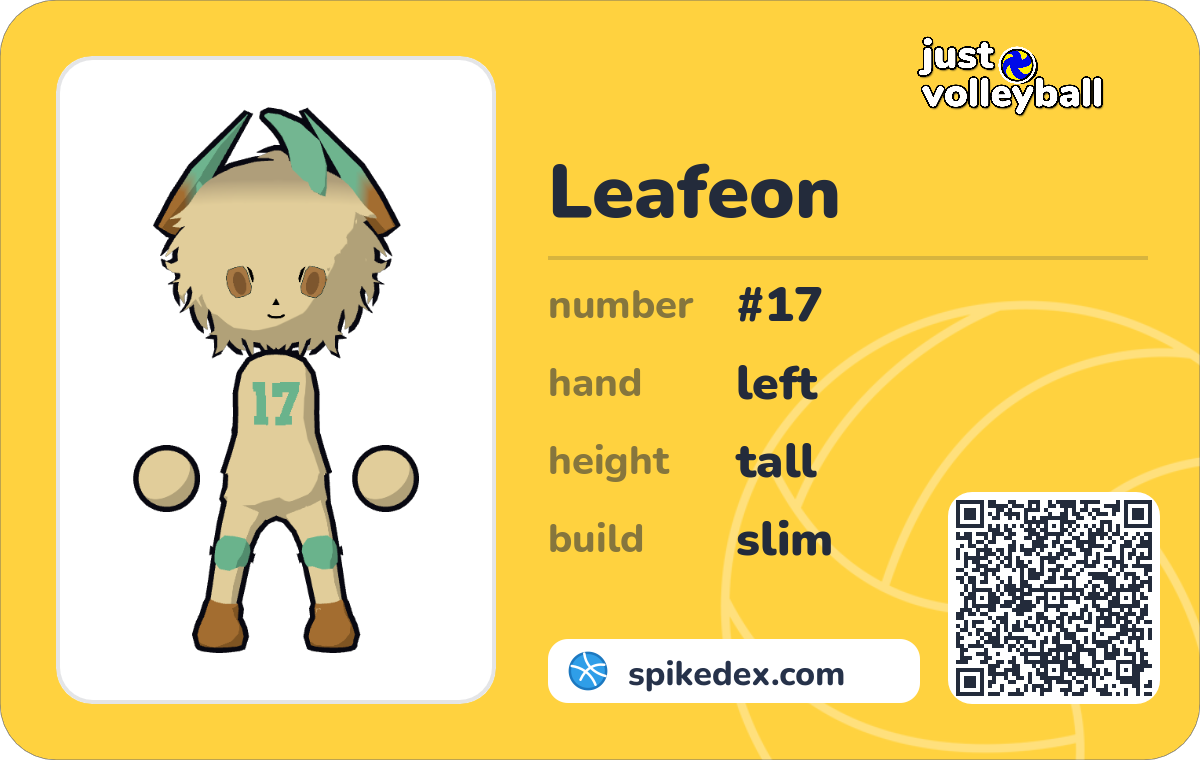 just
volleyball
Leafeon
number #17
hand left
height tall
build slim
17
spikedex.com